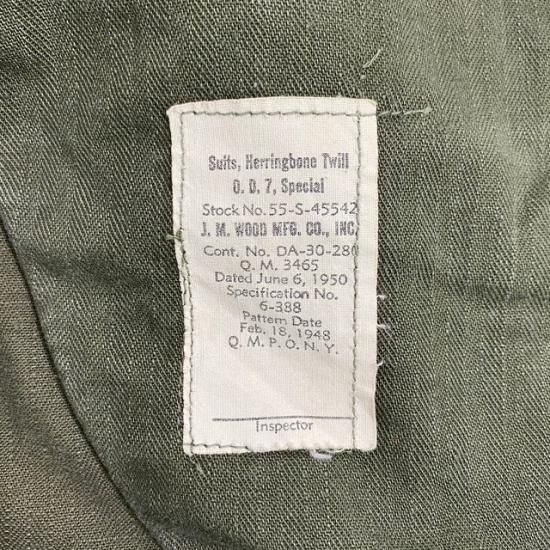 Suits, Herringbone Twill
O. D. 7, Special
Stock No. 55-S-45542
J. M. WOOD MFG. CO., INC.
Cont. No. DA-30-280
Q. M. 3465
Dated June 6, 1950
Specification No.
6-388
Pattern Date
Feb. 18, 1948
Q. M. P. O. N. Y.
Inspector